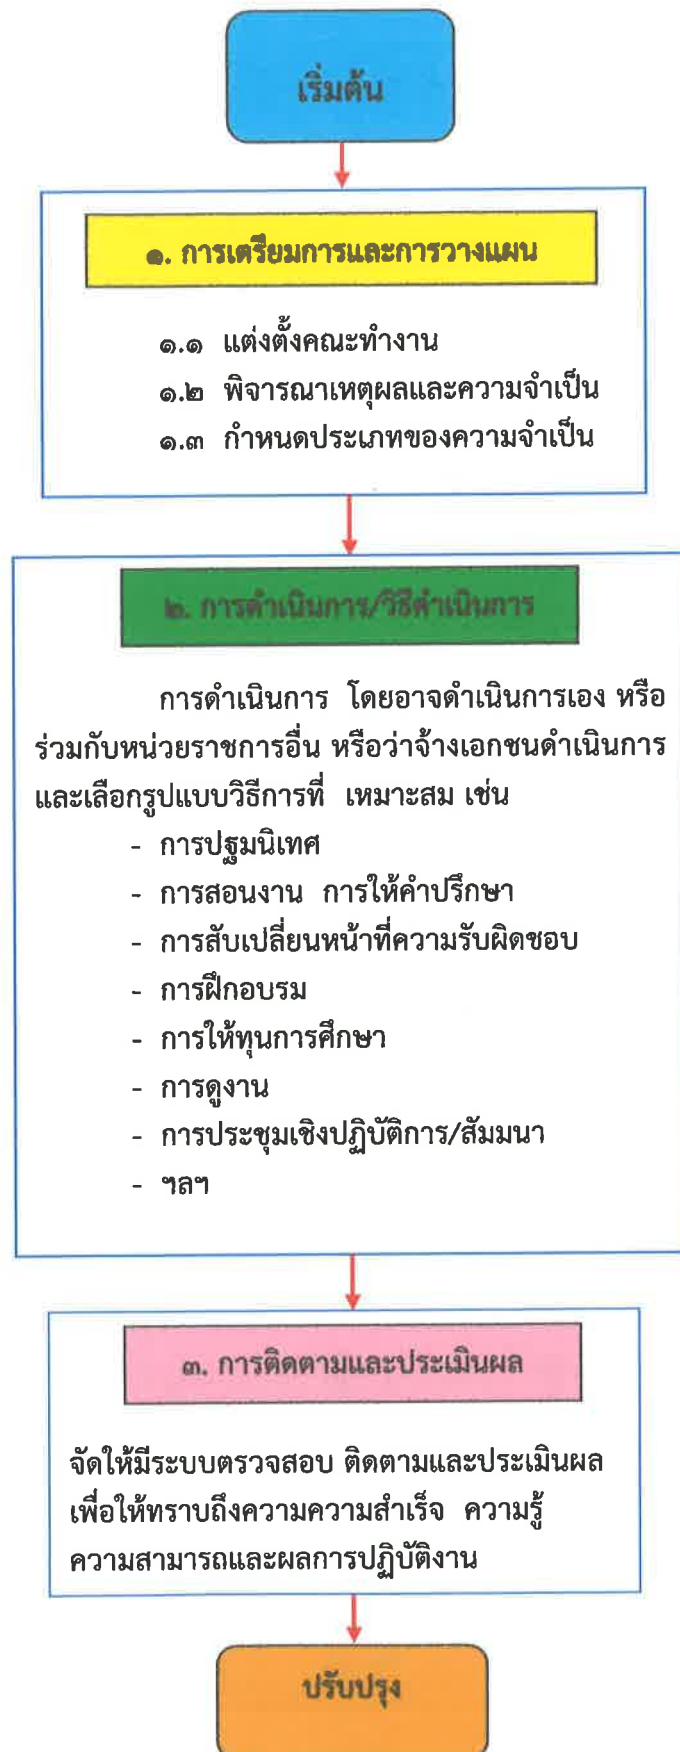 เริ่มต้น
๑. การเตรียมการและการวางแผน
๑.๑ แต่งตั้งคณะทำงาน
๑.๒ พิจารณาเหตุผลและความจำเป็น
๑.๓ กำหนดประเภทของความจำเป็น
๒. การดำเนินการ/วิธีดำเนินการ
การดำเนินการ โดยอาจดำเนินการเอง หรือ
ร่วมกับหน่วยราชการอื่น หรือว่าจ้างเอกชนดำเนินการ
และเลือกรูปแบบวิธีการที่ เหมาะสม เช่น
- การปฐมนิเทศ
- การสอนงาน การให้คำปรึกษา
- การสับเปลี่ยนหน้าที่ความรับผิดชอบ
- การฝึกอบรม
- การให้ทุนการศึกษา
- การดูงาน
- การประชุมเชิงปฏิบัติการ/สัมมนา
- ฯลฯ
๓. การติดตามและประเมินผล
จัดให้มีระบบตรวจสอบ ติดตามและประเมินผล
เพื่อให้ทราบถึงความความสำเร็จ ความรู้
ความสามารถและผลการปฏิบัติงาน
ปรับปรุง